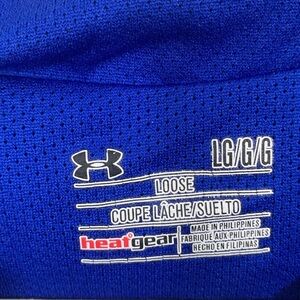 LG/G/G
LOOSE
COUPE LÂCHE/SUELTO
heatgear
MADE IN PHILIPPINES
FABRIQUÉ AUX PHILIPPINES
HECHO EN FILIPINAS